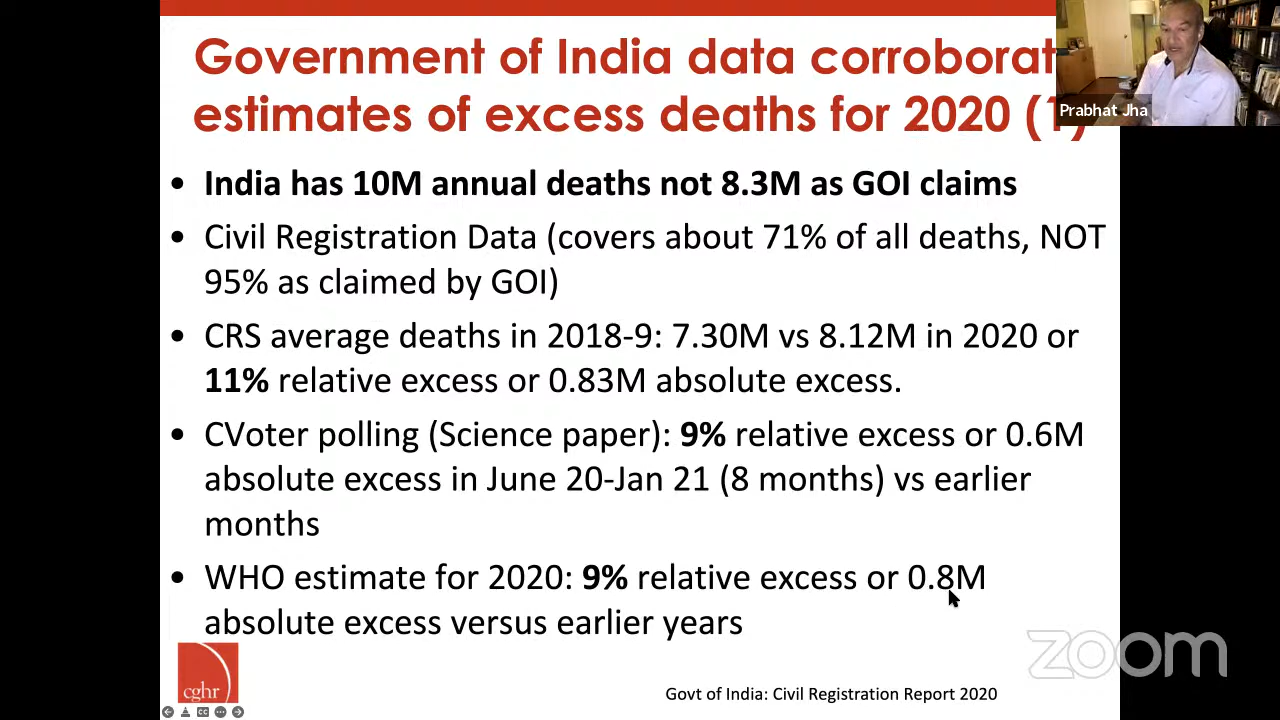 Government of India data corroborat
estimates of excess deaths for 2020 (1)
Prabhat Jha
• India has 10M annual deaths not 8.3M as GOI claims
• Civil Registration Data (covers about 71% of all deaths, NOT
95% as claimed by GOI)
• CRS average deaths in 2018-9: 7.30M vs 8.12M in 2020 or
11% relative excess or 0.83M absolute excess.
• CVoter polling (Science paper): 9% relative excess or 0.6M
absolute excess in June 20-Jan 21 (8 months) vs earlier
months
• WHO estimate for 2020: 9% relative excess or 0.8M
absolute excess versus earlier years
zoom
cghr
Govt of India: Civil Registration Report 2020
CC